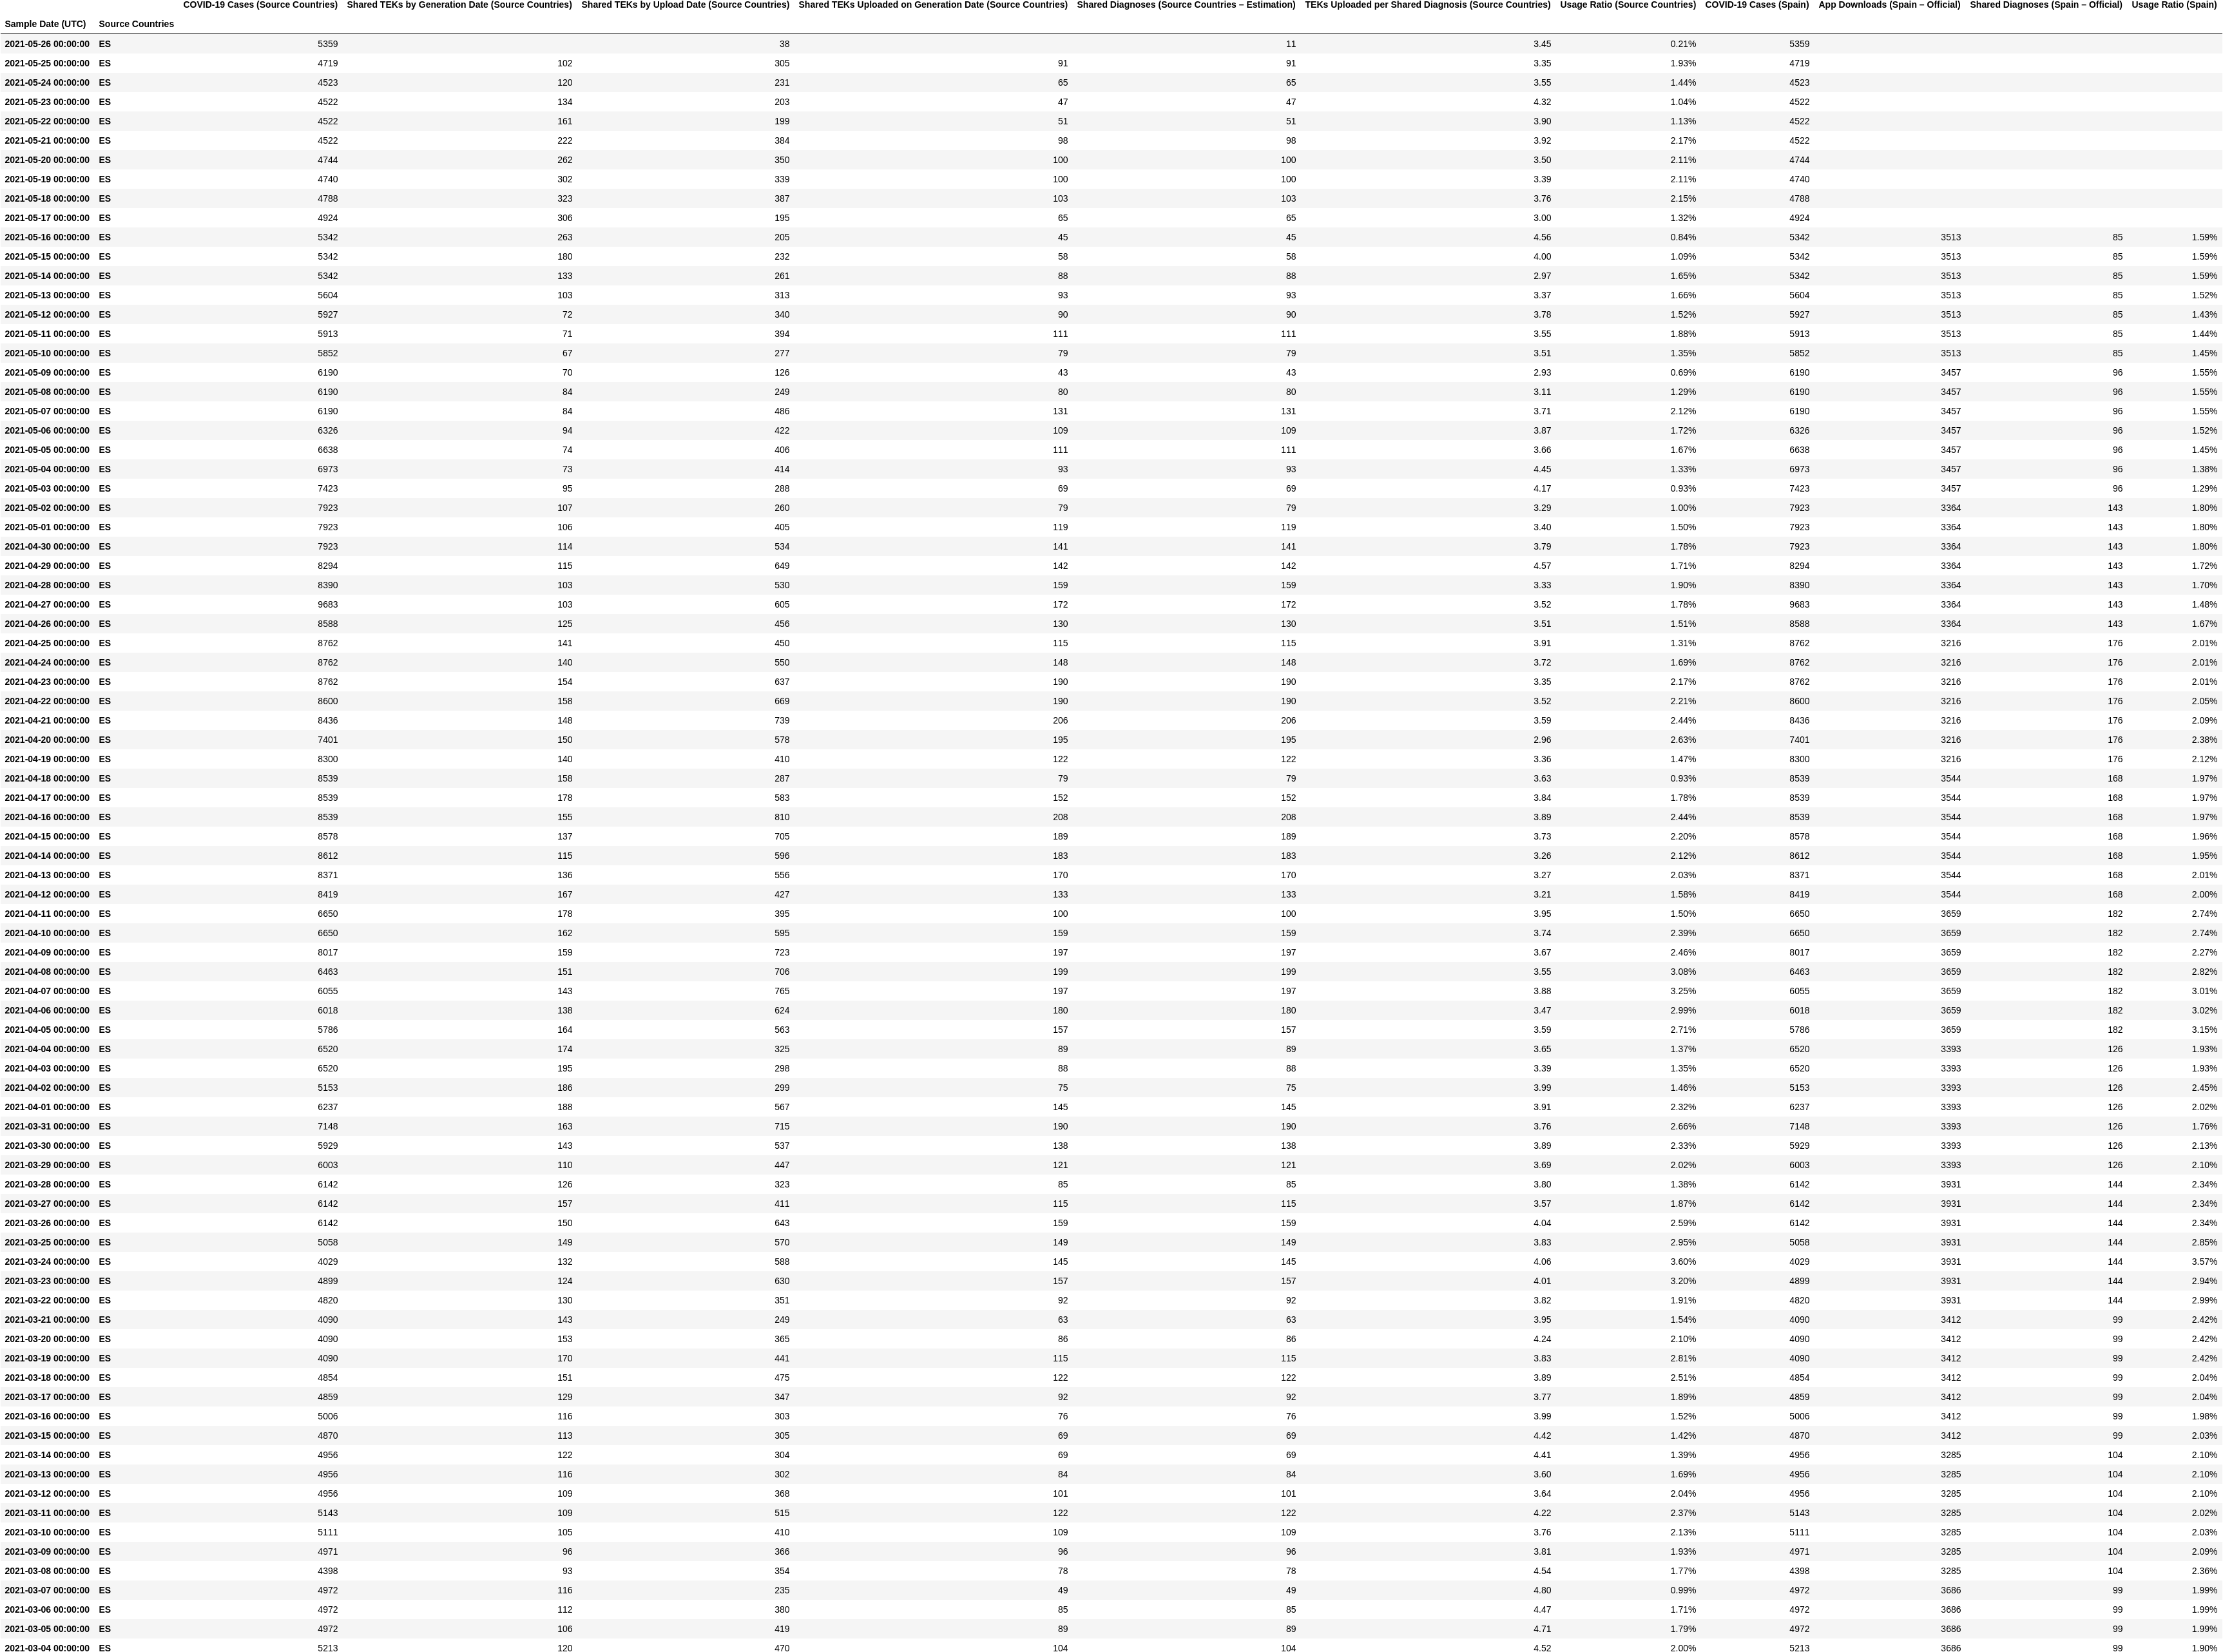 COVID-19 Cases (Source Countries) Shared TEKs by Generation Date (Source Countries) Shared TEKs by Upload Date (Source Countries) Shared TEKs Uploaded on Generation Date (Source Countries) Shared Diagnoses (Source Countries – Estimation) TEKs Uploaded per Shared Diagnosis (Source Countries) Usage Ratio (Source Countries) COVID-19 Cases (Spain) App Downloads (Spain – Official) Shared Diagnoses (Spain – Official) Usage Ratio (Spain)
Sample Date (UTC) Source Countries
2021-05-26 00:00:00 ES 5359 38 11 3.45 0.21% 5359
2021-05-25 00:00:00 ES 4719 102 305 91 91 3.35 1.93% 4719
2021-05-24 00:00:00 ES 4523 120 231 65 65 3.55 1.44% 4523
2021-05-23 00:00:00 ES 4522 134 203 47 47 4.32 1.04% 4522
2021-05-22 00:00:00 ES 4522 161 199 51 51 3.90 1.13% 4522
2021-05-21 00:00:00 ES 4522 222 384 98 98 3.92 2.17% 4522
2021-05-20 00:00:00 ES 4744 262 350 100 100 3.50 2.11% 4744
2021-05-19 00:00:00 ES 4740 302 339 100 100 3.39 2.11% 4740
2021-05-18 00:00:00 ES 4788 323 387 103 103 3.76 2.15% 4788
2021-05-17 00:00:00 ES 4924 306 195 65 65 3.00 1.32% 4924
2021-05-16 00:00:00 ES 5342 263 205 45 45 4.56 0.84% 5342 3513 85 1.59%
2021-05-15 00:00:00 ES 5342 180 232 58 58 4.00 1.09% 5342 3513 85 1.59%
2021-05-14 00:00:00 ES 5342 133 261 88 88 2.97 1.65% 5342 3513 85 1.59%
2021-05-13 00:00:00 ES 5604 103 313 93 93 3.37 1.66% 5604 3513 85 1.52%
2021-05-12 00:00:00 ES 5927 72 340 90 90 3.78 1.52% 5927 3513 85 1.43%
2021-05-11 00:00:00 ES 5913 71 394 111 111 3.55 1.88% 5913 3513 85 1.44%
2021-05-10 00:00:00 ES 5852 67 277 79 79 3.51 1.35% 5852 3513 85 1.45%
2021-05-09 00:00:00 ES 6190 70 126 43 43 2.93 0.69% 6190 3457 96 1.55%
2021-05-08 00:00:00 ES 6190 84 249 80 80 3.11 1.29% 6190 3457 96 1.55%
2021-05-07 00:00:00 ES 6190 84 486 131 131 3.71 2.12% 6190 3457 96 1.55%
2021-05-06 00:00:00 ES 6326 94 422 109 109 3.87 1.72% 6326 3457 96 1.52%
2021-05-05 00:00:00 ES 6638 74 406 111 111 3.66 1.67% 6638 3457 96 1.45%
2021-05-04 00:00:00 ES 6973 73 414 93 93 4.45 1.33% 6973 3457 96 1.38%
2021-05-03 00:00:00 ES 7423 95 288 69 69 4.17 0.93% 7423 3457 96 1.29%
2021-05-02 00:00:00 ES 7923 107 260 79 79 3.29 1.00% 7923 3364 143 1.80%
2021-05-01 00:00:00 ES 7923 106 405 119 119 3.40 1.50% 7923 3364 143 1.80%
2021-04-30 00:00:00 ES 7923 114 534 141 141 3.79 1.78% 7923 3364 143 1.80%
2021-04-29 00:00:00 ES 8294 115 649 142 142 4.57 1.71% 8294 3364 143 1.72%
2021-04-28 00:00:00 ES 8390 103 530 159 159 3.33 1.90% 8390 3364 143 1.70%
2021-04-27 00:00:00 ES 9683 103 605 172 172 3.52 1.78% 9683 3364 143 1.48%
2021-04-26 00:00:00 ES 8588 125 456 130 130 3.51 1.51% 8588 3364 143 1.67%
2021-04-25 00:00:00 ES 8762 141 450 115 115 3.91 1.31% 8762 3216 176 2.01%
2021-04-24 00:00:00 ES 8762 140 550 148 148 3.72 1.69% 8762 3216 176 2.01%
2021-04-23 00:00:00 ES 8762 154 637 190 190 3.35 2.17% 8762 3216 176 2.01%
2021-04-22 00:00:00 ES 8600 158 669 190 190 3.52 2.21% 8600 3216 176 2.05%
2021-04-21 00:00:00 ES 8436 148 739 206 206 3.59 2.44% 8436 3216 176 2.09%
2021-04-20 00:00:00 ES 7401 150 578 195 195 2.96 2.63% 7401 3216 176 2.38%
2021-04-19 00:00:00 ES 8300 140 410 122 122 3.36 1.47% 8300 3216 176 2.12%
2021-04-18 00:00:00 ES 8539 158 287 79 79 3.63 0.93% 8539 3544 168 1.97%
2021-04-17 00:00:00 ES 8539 178 583 152 152 3.84 1.78% 8539 3544 168 1.97%
2021-04-16 00:00:00 ES 8539 155 810 208 208 3.89 2.44% 8539 3544 168 1.97%
2021-04-15 00:00:00 ES 8578 137 705 189 189 3.73 2.20% 8578 3544 168 1.96%
2021-04-14 00:00:00 ES 8612 115 596 183 183 3.26 2.12% 8612 3544 168 1.95%
2021-04-13 00:00:00 ES 8371 136 556 170 170 3.27 2.03% 8371 3544 168 2.01%
2021-04-12 00:00:00 ES 8419 167 427 133 133 3.21 1.58% 8419 3544 168 2.00%
2021-04-11 00:00:00 ES 6650 178 395 100 100 3.95 1.50% 6650 3659 182 2.74%
2021-04-10 00:00:00 ES 6650 162 595 159 159 3.74 2.39% 6650 3659 182 2.74%
2021-04-09 00:00:00 ES 8017 159 723 197 197 3.67 2.46% 8017 3659 182 2.27%
2021-04-08 00:00:00 ES 6463 151 706 199 199 3.55 3.08% 6463 3659 182 2.82%
2021-04-07 00:00:00 ES 6055 143 765 197 197 3.88 3.25% 6055 3659 182 3.01%
2021-04-06 00:00:00 ES 6018 138 624 180 180 3.47 2.99% 6018 3659 182 3.02%
2021-04-05 00:00:00 ES 5786 164 563 157 157 3.59 2.71% 5786 3659 182 3.15%
2021-04-04 00:00:00 ES 6520 174 325 89 89 3.65 1.37% 6520 3393 126 1.93%
2021-04-03 00:00:00 ES 6520 195 298 88 88 3.39 1.35% 6520 3393 126 1.93%
2021-04-02 00:00:00 ES 5153 186 299 75 75 3.99 1.46% 5153 3393 126 2.45%
2021-04-01 00:00:00 ES 6237 188 567 145 145 3.91 2.32% 6237 3393 126 2.02%
2021-03-31 00:00:00 ES 7148 163 715 190 190 3.76 2.66% 7148 3393 126 1.76%
2021-03-30 00:00:00 ES 5929 143 537 138 138 3.89 2.33% 5929 3393 126 2.13%
2021-03-29 00:00:00 ES 6003 110 447 121 121 3.69 2.02% 6003 3393 126 2.10%
2021-03-28 00:00:00 ES 6142 126 323 85 85 3.80 1.38% 6142 3931 144 2.34%
2021-03-27 00:00:00 ES 6142 157 411 115 115 3.57 1.87% 6142 3931 144 2.34%
2021-03-26 00:00:00 ES 6142 150 643 159 159 4.04 2.59% 6142 3931 144 2.34%
2021-03-25 00:00:00 ES 5058 149 570 149 149 3.83 2.95% 5058 3931 144 2.85%
2021-03-24 00:00:00 ES 4029 132 588 145 145 4.06 3.60% 4029 3931 144 3.57%
2021-03-23 00:00:00 ES 4899 124 630 157 157 4.01 3.20% 4899 3931 144 2.94%
2021-03-22 00:00:00 ES 4820 130 351 92 92 3.82 1.91% 4820 3931 144 2.99%
2021-03-21 00:00:00 ES 4090 143 249 63 63 3.95 1.54% 4090 3412 99 2.42%
2021-03-20 00:00:00 ES 4090 153 365 86 86 4.24 2.10% 4090 3412 99 2.42%
2021-03-19 00:00:00 ES 4090 170 441 115 115 3.83 2.81% 4090 3412 99 2.42%
2021-03-18 00:00:00 ES 4854 151 475 122 122 3.89 2.51% 4854 3412 99 2.04%
2021-03-17 00:00:00 ES 4859 129 347 92 92 3.77 1.89% 4859 3412 99 2.04%
2021-03-16 00:00:00 ES 5006 116 303 76 76 3.99 1.52% 5006 3412 99 1.98%
2021-03-15 00:00:00 ES 4870 113 305 69 69 4.42 1.42% 4870 3412 99 2.03%
2021-03-14 00:00:00 ES 4956 122 304 69 69 4.41 1.39% 4956 3285 104 2.10%
2021-03-13 00:00:00 ES 4956 116 302 84 84 3.60 1.69% 4956 3285 104 2.10%
2021-03-12 00:00:00 ES 4956 109 368 101 101 3.64 2.04% 4956 3285 104 2.10%
2021-03-11 00:00:00 ES 5143 109 515 122 122 4.22 2.37% 5143 3285 104 2.02%
2021-03-10 00:00:00 ES 5111 105 410 109 109 3.76 2.13% 5111 3285 104 2.03%
2021-03-09 00:00:00 ES 4971 96 366 96 96 3.81 1.93% 4971 3285 104 2.09%
2021-03-08 00:00:00 ES 4398 93 354 78 78 4.54 1.77% 4398 3285 104 2.36%
2021-03-07 00:00:00 ES 4972 116 235 49 49 4.80 0.99% 4972 3686 99 1.99%
2021-03-06 00:00:00 ES 4972 112 380 85 85 4.47 1.71% 4972 3686 99 1.99%
2021-03-05 00:00:00 ES 4972 106 419 89 89 4.71 1.79% 4972 3686 99 1.99%
2021-03-04 00:00:00 ES 5213 120 470 104 104 4.52 2.00% 5213 3686 99 1.90%